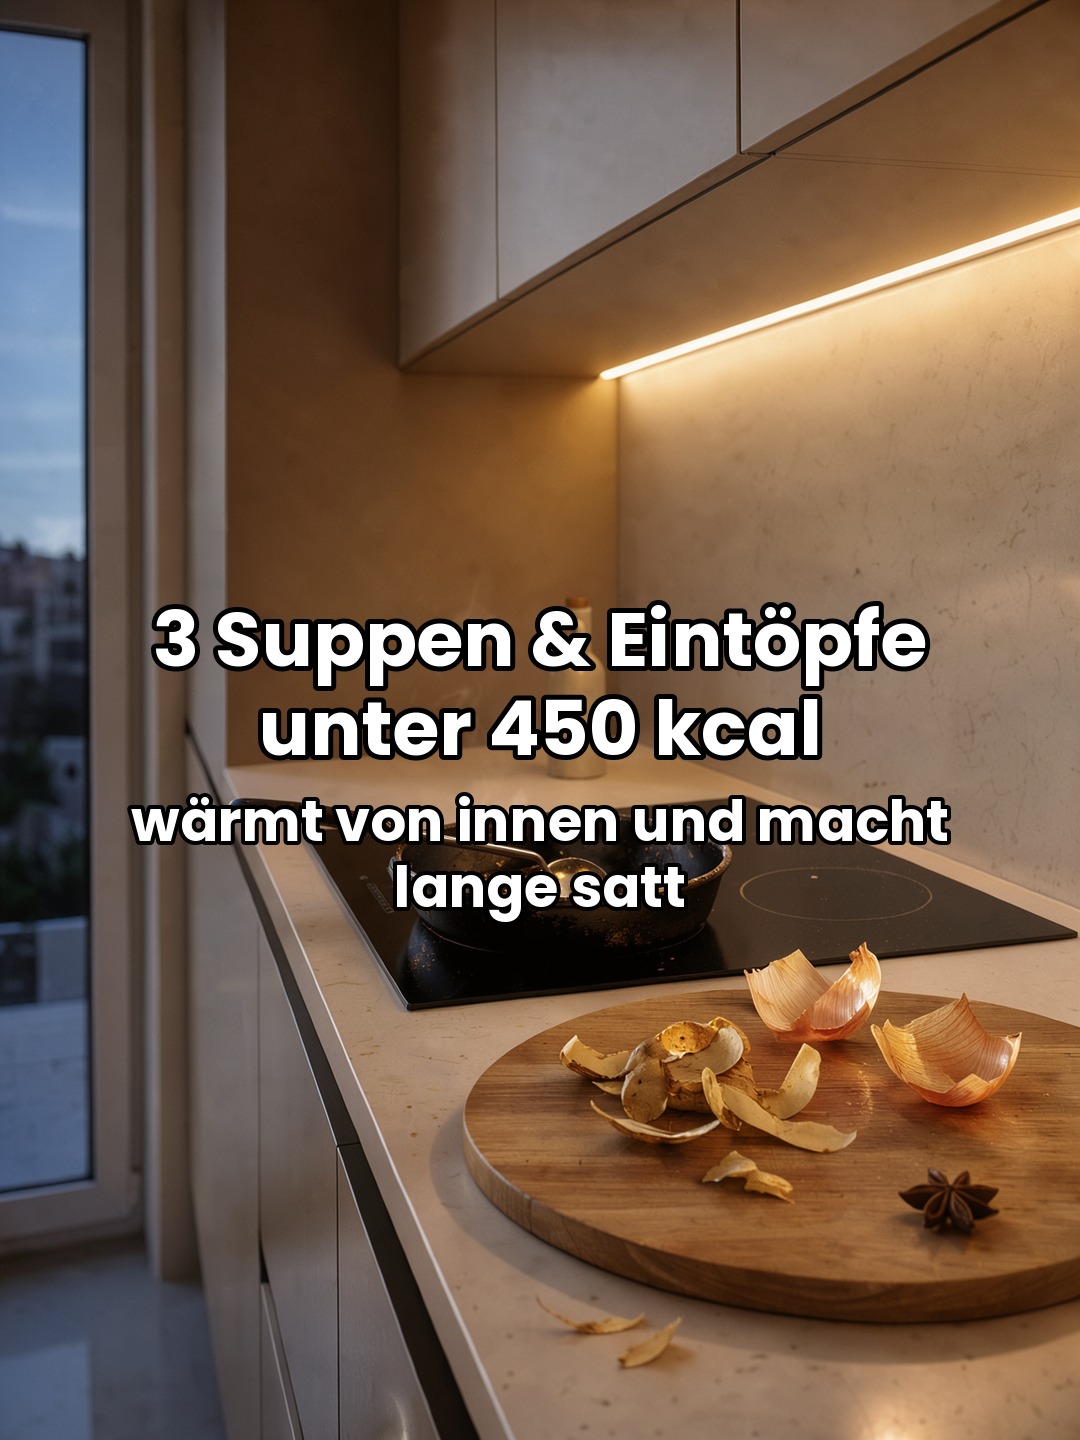 3 Suppen & Eintöpfe
unter 450 kcal
wärmt von innen und macht
lange satt